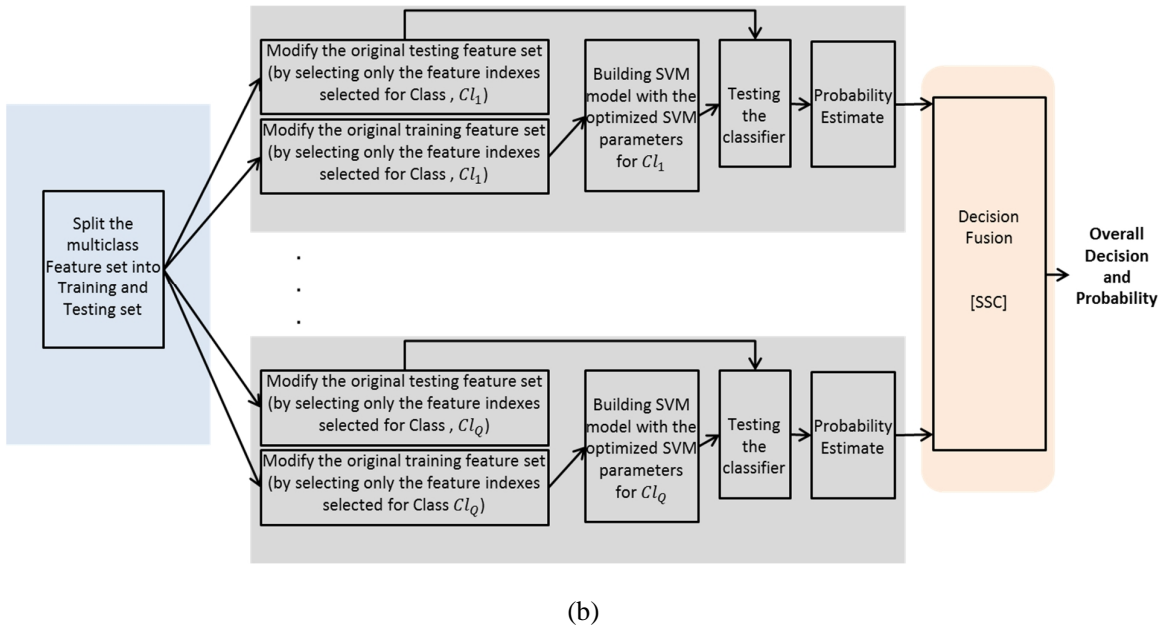 Split the
multiclass
Feature set into
Training and
Testing set
Modify the original testing feature set
(by selecting only the feature indexes
selected for Class , Cl₁)
Modify the original training feature set
(by selecting only the feature indexes
selected for Class , Cl₁)
Building SVM
model with the
optimized SVM
parameters
for Cl₁
Testing
the
classifier
Probability
Estimate
.
.
.
Modify the original testing feature set
(by selecting only the feature indexes
selected for Class , Cl_Q)
Modify the original training feature set
(by selecting only the feature indexes
selected for Class Cl_Q)
Building SVM
model with the
optimized SVM
parameters
for Cl_Q
Testing
the
classifier
Probability
Estimate
Decision
Fusion
[SSC]
Overall
Decision
and
Probability
(b)